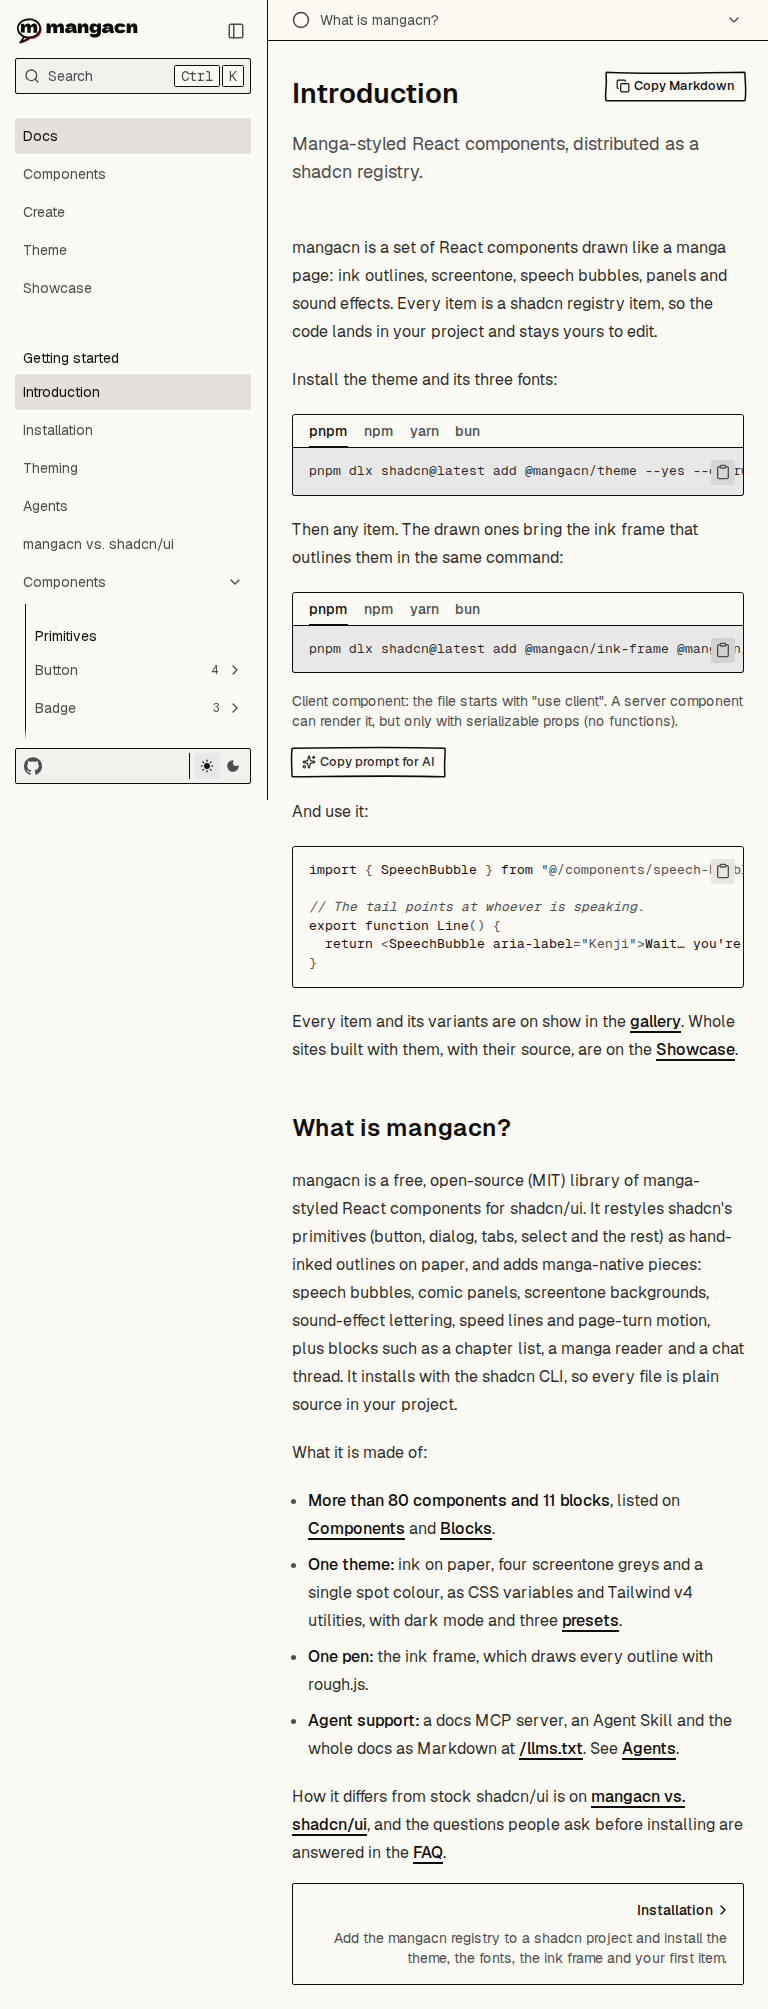 mangacn
Search Ctrl K
Docs
Components
Create
Theme
Showcase
Getting started
Introduction
Installation
Theming
Agents
mangacn vs. shadcn/ui
Components
Primitives
Button 4
Badge 3
What is mangacn?
Introduction
Copy Markdown
Manga-styled React components, distributed as a
shadcn registry.
mangacn is a set of React components drawn like a manga
page: ink outlines, screentone, speech bubbles, panels and
sound effects. Every item is a shadcn registry item, so the
code lands in your project and stays yours to edit.
Install the theme and its three fonts:
pnpm npm yarn bun
pnpm dlx shadcn@latest add @mangacn/theme --yes
Then any item. The drawn ones bring the ink frame that
outlines them in the same command:
pnpm npm yarn bun
pnpm dlx shadcn@latest add @mangacn/ink-frame
Client component: the file starts with "use client". A server component
can render it, but only with serializable props (no functions).
Copy prompt for AI
And use it:
import { SpeechBubble } from "@/components/speech-
// The tail points at whoever is speaking.
export function Line() {
return <SpeechBubble aria-label="Kenji">Wait… you're
}
Every item and its variants are on show in the gallery. Whole
sites built with them, with their source, are on the Showcase.
What is mangacn?
mangacn is a free, open-source (MIT) library of manga-
styled React components for shadcn/ui. It restyles shadcn's
primitives (button, dialog, tabs, select and the rest) as hand-
inked outlines on paper, and adds manga-native pieces:
speech bubbles, comic panels, screentone backgrounds,
sound-effect lettering, speed lines and page-turn motion,
plus blocks such as a chapter list, a manga reader and a chat
thread. It installs with the shadcn CLI, so every file is plain
source in your project.
What it is made of:
• More than 80 components and 11 blocks, listed on
Components and Blocks.
• One theme: ink on paper, four screentone greys and a
single spot colour, as CSS variables and Tailwind v4
utilities, with dark mode and three presets.
• One pen: the ink frame, which draws every outline with
rough.js.
• Agent support: a docs MCP server, an Agent Skill and the
whole docs as Markdown at /llms.txt. See Agents.
How it differs from stock shadcn/ui is on mangacn vs.
shadcn/ui, and the questions people ask before installing are
answered in the FAQ.
Installation
Add the mangacn registry to a shadcn project and install the
theme, the fonts, the ink frame and your first item.